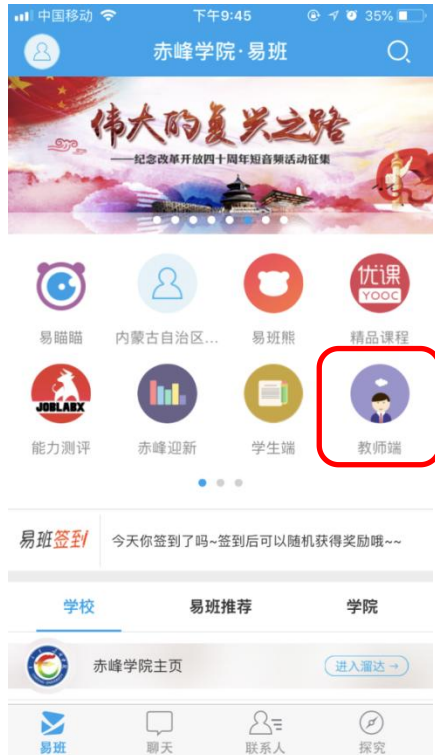 中国移动 下午9:45 35%
赤峰学院·易班
伟大的复兴之路
——纪念改革开放四十周年短音频活动征集
优课
YOOC
易瞄瞄 内蒙古自治区... 易班熊 精品课程
JOBLABX
能力测评 赤峰迎新 学生端 教师端
易班签到 今天你签到了吗~签到后可以随机获得奖励哦~~
学校 易班推荐 学院
赤峰学院主页 进入溜达→
易班 聊天 联系人 探究